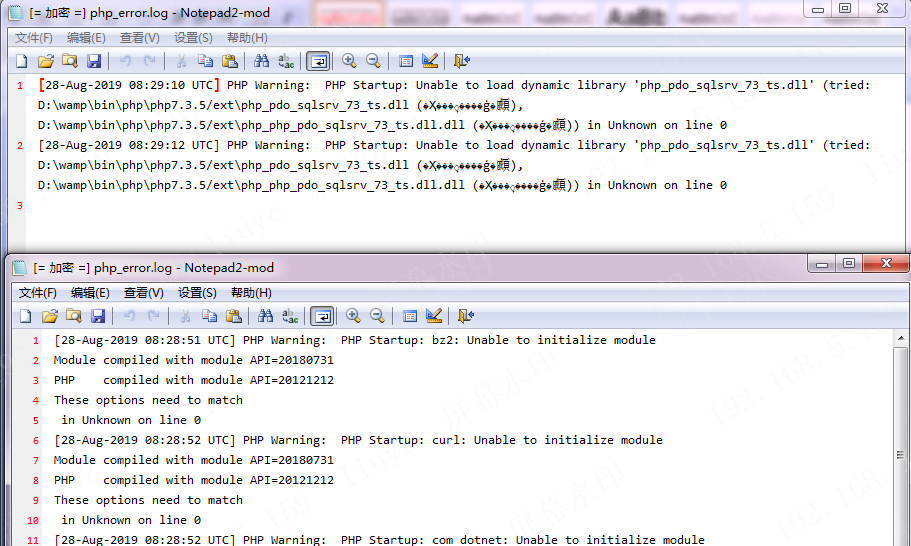 [= 加密 =] php_error.log - Notepad2-mod
文件(F) 编辑(E) 查看(V) 设置(S) 帮助(H)
1 [28-Aug-2019 08:29:10 UTC] PHP Warning:  PHP Startup: Unable to load dynamic library 'php_pdo_sqlsrv_73_ts.dll' (tried:
D:\wamp\bin\php\php7.3.5/ext\php_pdo_sqlsrv_73_ts.dll
D:\wamp\bin\php\php7.3.5/ext\php_php_pdo_sqlsrv_73_ts.dll.dll in Unknown on line 0
2 [28-Aug-2019 08:29:12 UTC] PHP Warning:  PHP Startup: Unable to load dynamic library 'php_pdo_sqlsrv_73_ts.dll' (tried:
D:\wamp\bin\php\php7.3.5/ext\php_pdo_sqlsrv_73_ts.dll
D:\wamp\bin\php\php7.3.5/ext\php_php_pdo_sqlsrv_73_ts.dll.dll in Unknown on line 0
3
[= 加密 =] php_error.log - Notepad2-mod
文件(F) 编辑(E) 查看(V) 设置(S) 帮助(H)
1 [28-Aug-2019 08:28:51 UTC] PHP Warning:  PHP Startup: bz2: Unable to initialize module
2 Module compiled with module API=20180731
3 PHP    compiled with module API=20121212
4 These options need to match
5  in Unknown on line 0
6 [28-Aug-2019 08:28:52 UTC] PHP Warning:  PHP Startup: curl: Unable to initialize module
7 Module compiled with module API=20180731
8 PHP    compiled with module API=20121212
9 These options need to match
10  in Unknown on line 0
11 [28-Aug-2019 08:28:52 UTC] PHP Warning:  PHP Startup: com_dotnet: Unable to initialize module